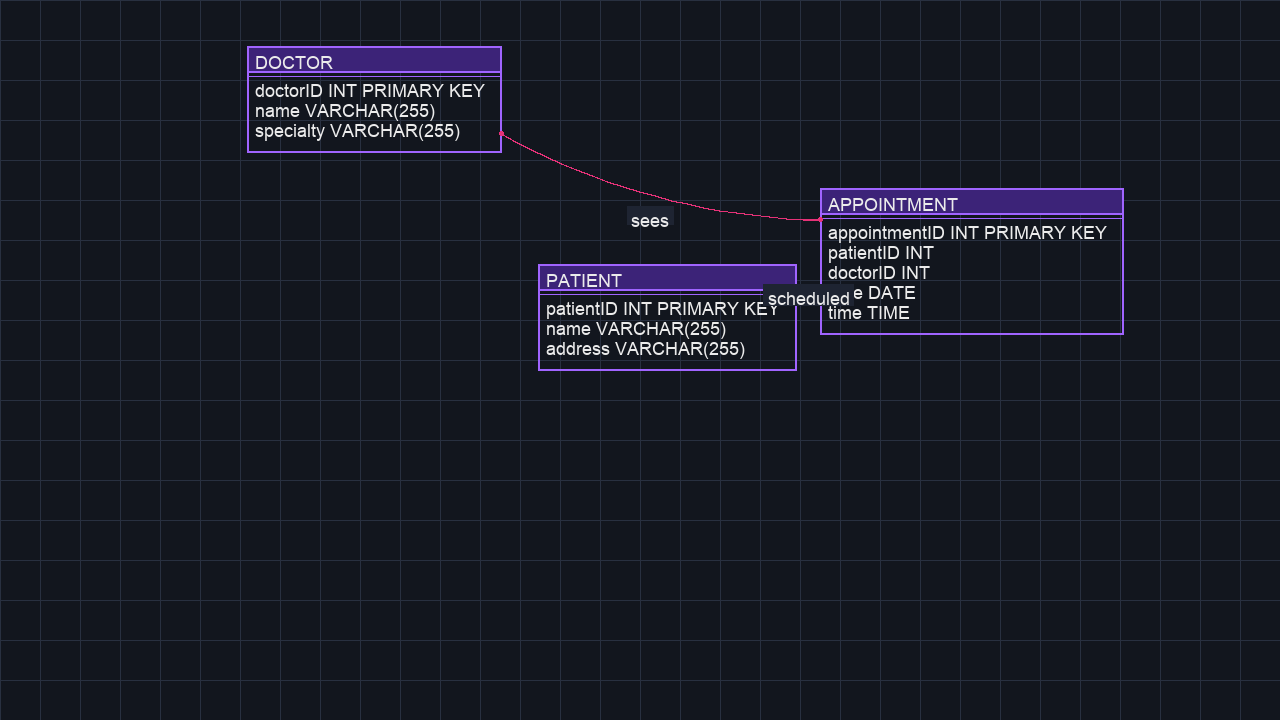 DOCTOR
doctorID INT PRIMARY KEY
name VARCHAR(255)
specialty VARCHAR(255)
sees
APPOINTMENT
appointmentID INT PRIMARY KEY
patientID INT
doctorID INT
DATE
time TIME
scheduled
PATIENT
patientID INT PRIMARY KEY
name VARCHAR(255)
address VARCHAR(255)